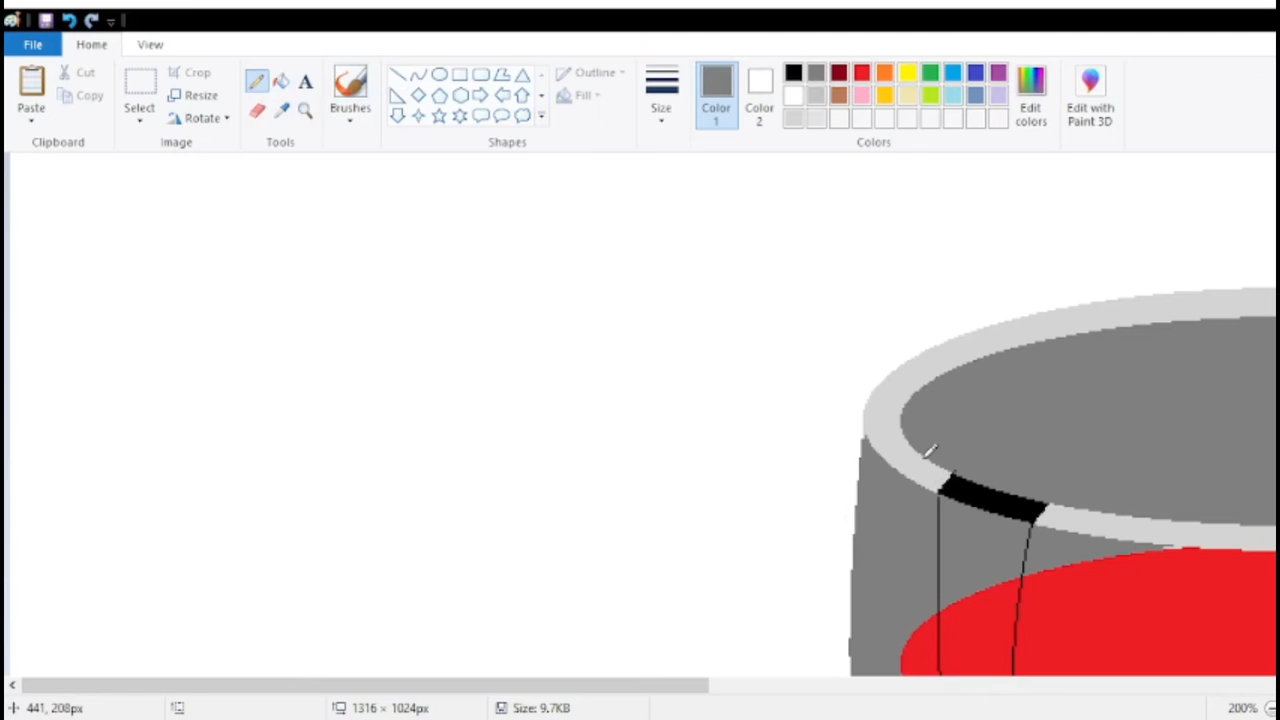 File Home View
Paste
Cut
Copy
Clipboard
Select
Crop
Resize
Rotate
Image
A
Tools
Brushes
Shapes
Outline
Fill
Size
Color
1
Color
2
Edit
colors
Colors
Edit with
Paint 3D
441, 208px
1316 × 1024px
Size: 9.7KB
200%